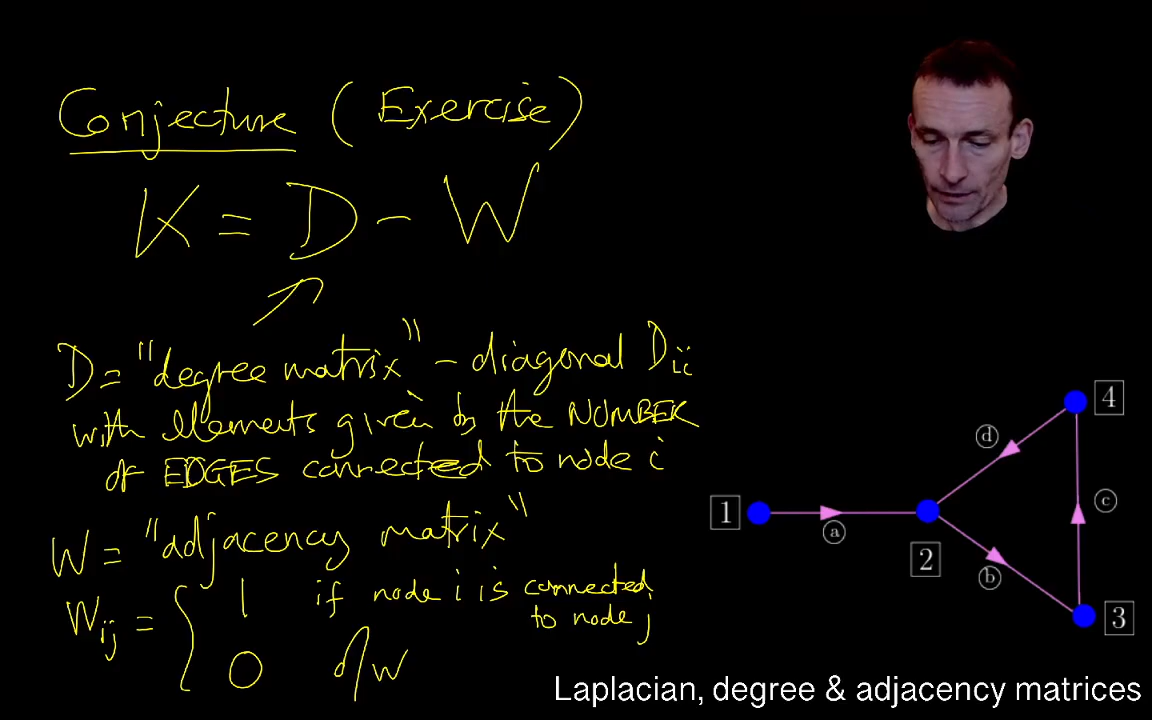 Conjecture (Exercise)
K = D - W
D = "degree matrix" - diagonal Dii
with elements given by the NUMBER
of EDGES connected to node i
W = "adjacency matrix"
Wij = { 1 if node i is connected
to node j
0 o/w
4
d
c
1
a
2
b
3
Laplacian, degree & adjacency matrices